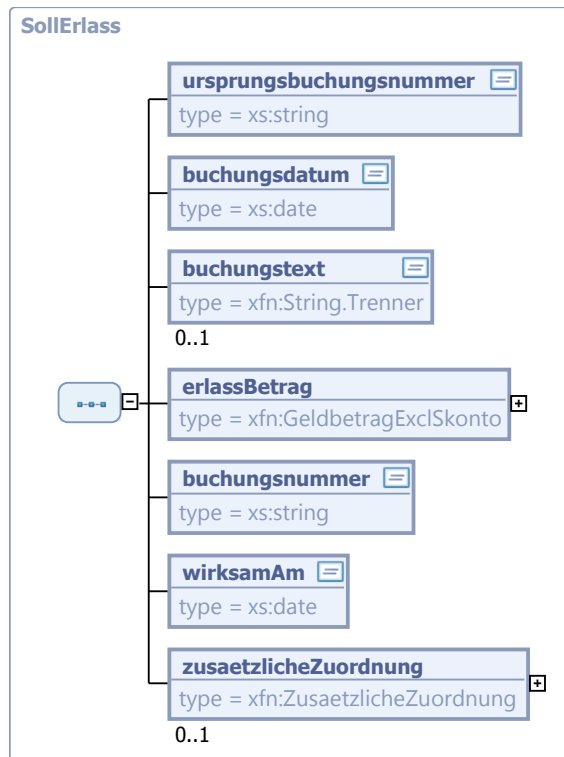 SollErlass
ursprungsbuchungsnummer
type = xs:string
buchungsdatum
type = xs:date
buchungstext
type = xfn:String.Trenner
0..1
erlassBetrag
type = xfn:GeldbetragExclSkonto
buchungsnummer
type = xs:string
wirksamAm
type = xs:date
zusaetzlicheZuordnung
type = xfn:ZusaetzlicheZuordnung
0..1